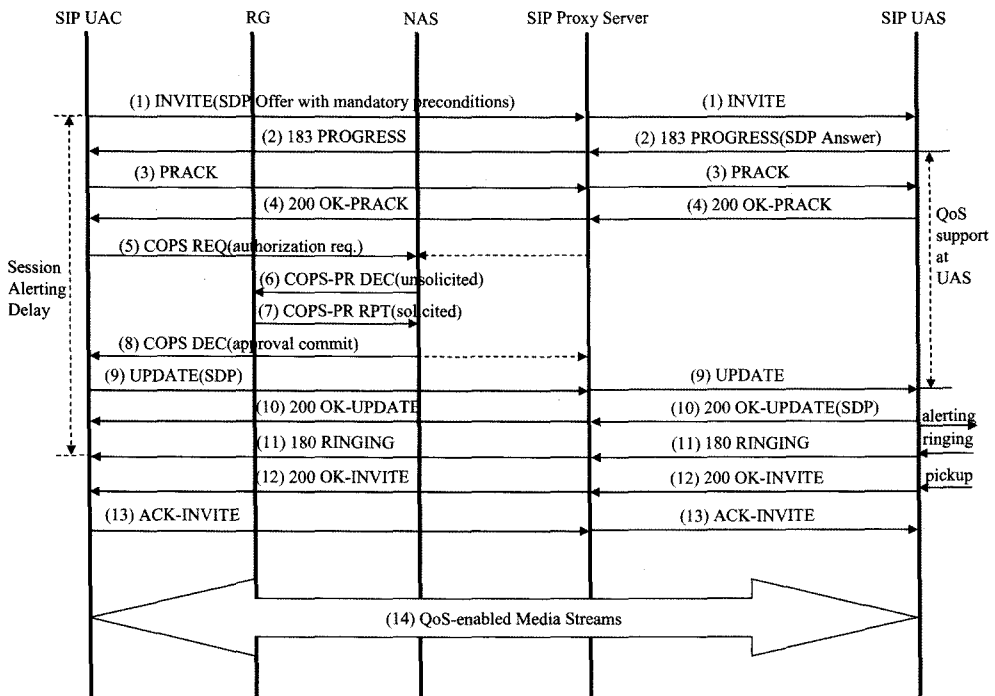 SIP UAC RG NAS SIP Proxy Server SIP UAS
(1) INVITE(SDP Offer with mandatory preconditions) (1) INVITE
(2) 183 PROGRESS (2) 183 PROGRESS(SDP Answer)
(3) PRACK (3) PRACK
(4) 200 OK-PRACK (4) 200 OK-PRACK
QoS
support
at
UAS
(5) COPS REQ(authorization req.)
Session
Alerting
Delay
(6) COPS-PR DEC(unsolicited)
(7) COPS-PR RPT(solicited)
(8) COPS DEC(approval commit)
(9) UPDATE(SDP) (9) UPDATE
(10) 200 OK-UPDATE (10) 200 OK-UPDATE(SDP)
alerting
(11) 180 RINGING (11) 180 RINGING
ringing
(12) 200 OK-INVITE (12) 200 OK-INVITE
pickup
(13) ACK-INVITE (13) ACK-INVITE
(14) QoS-enabled Media Streams